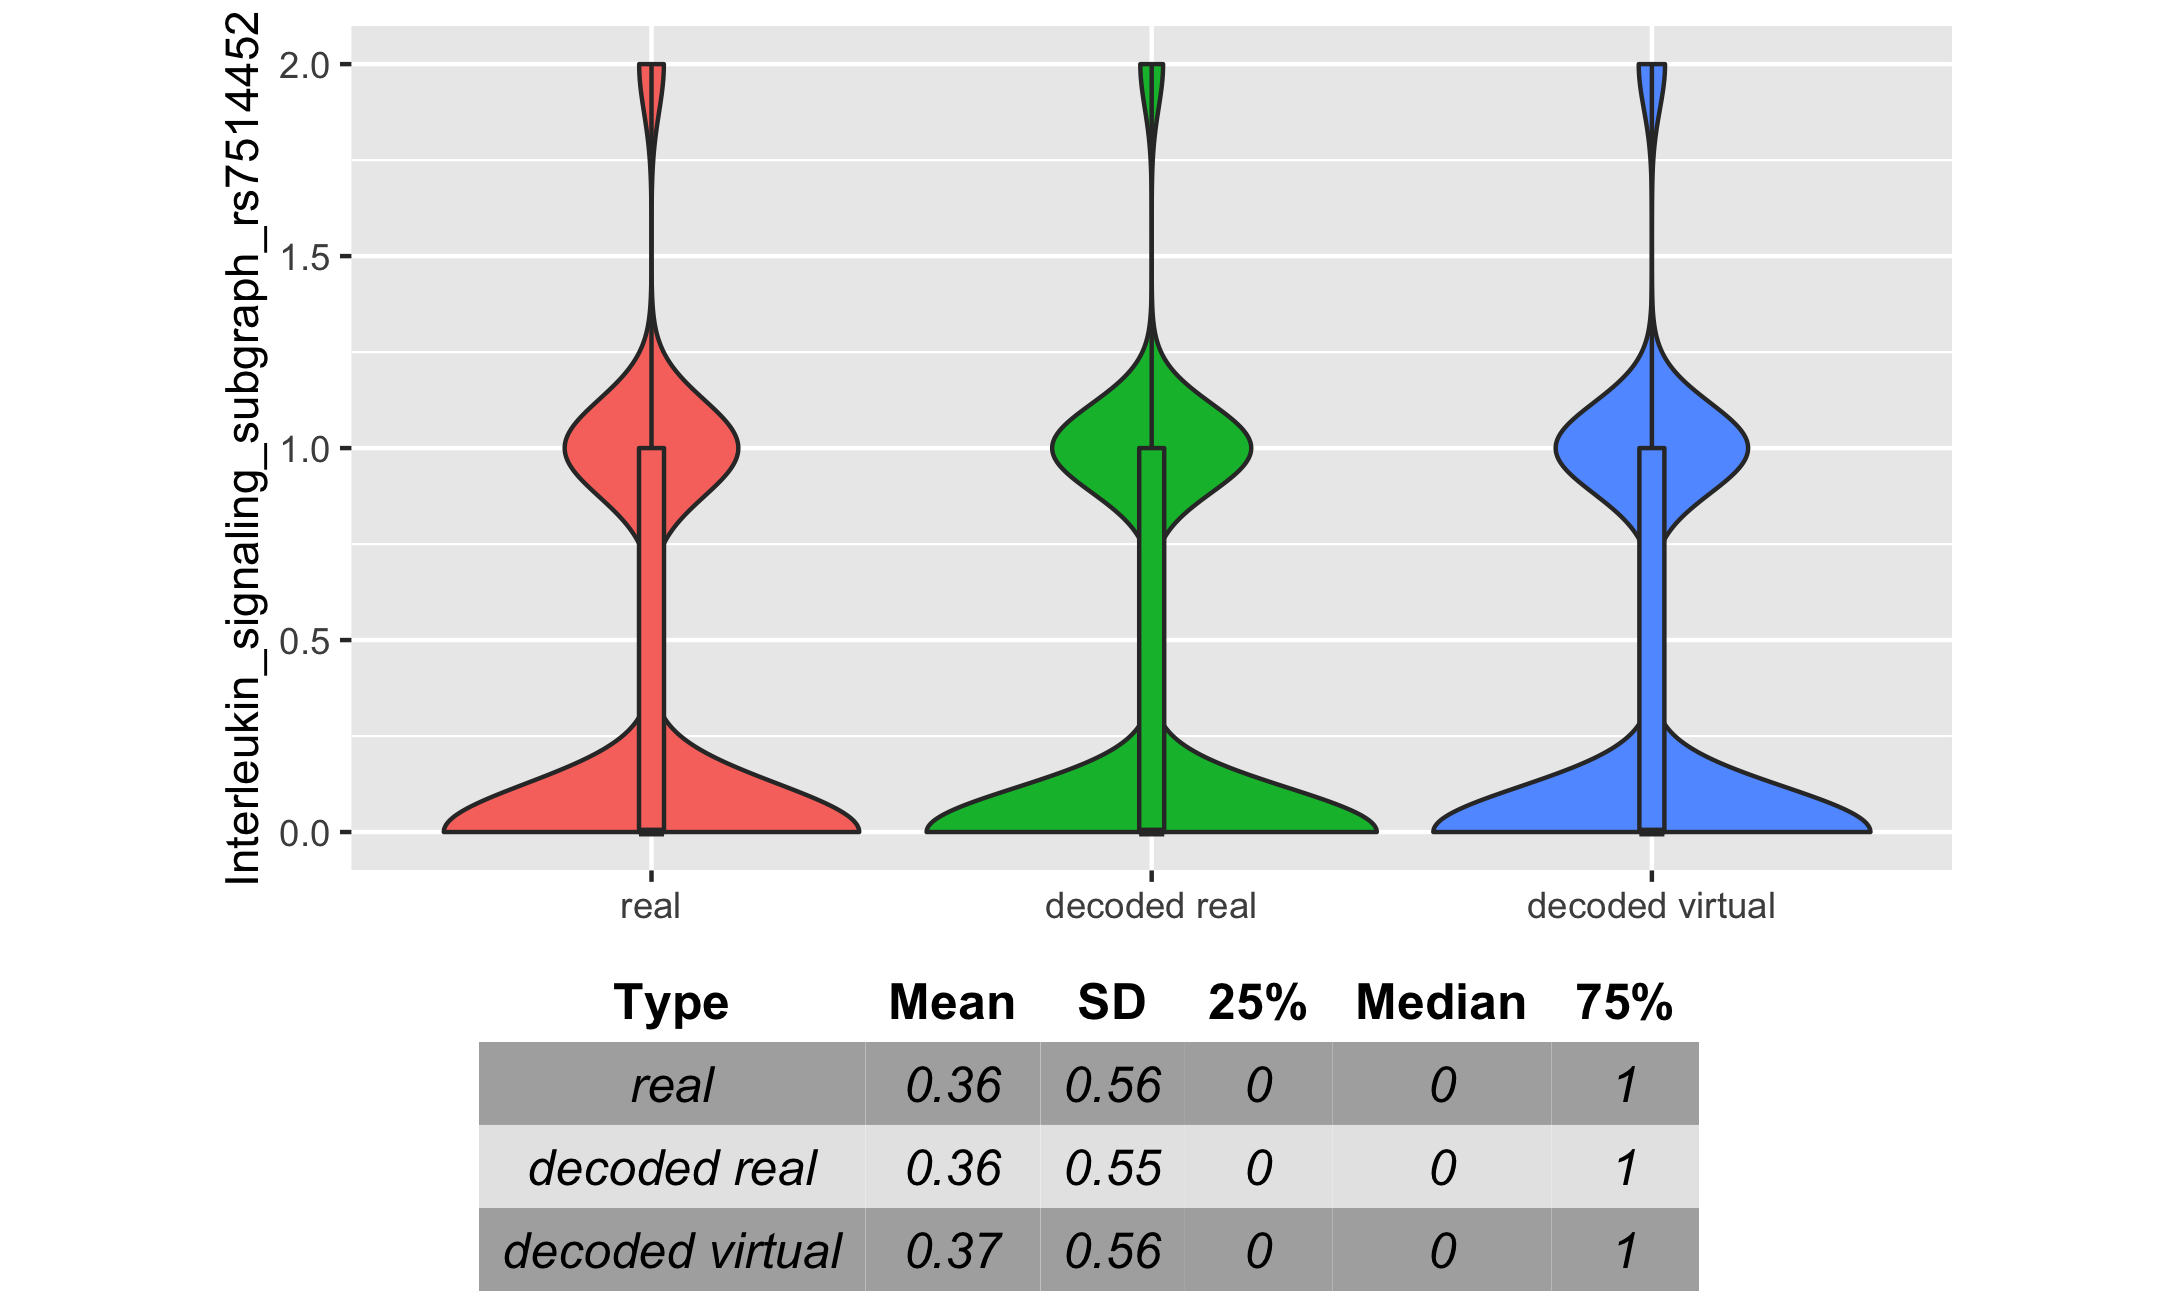 Interleukin_signaling_subgraph_rs7514452
2.0
1.5
1.0
0.5
0.0
real decoded real decoded virtual
Type Mean SD 25% Median 75%
real 0.36 0.56 0 0 1
decoded real 0.36 0.55 0 0 1
decoded virtual 0.37 0.56 0 0 1